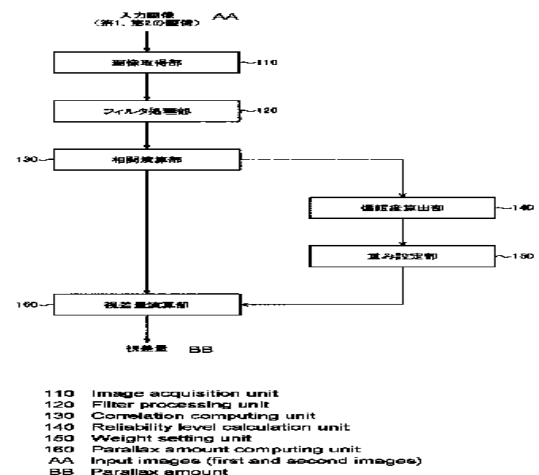 入力画像 AA
(第1、第2の画像)
画像取得部 110
フィルタ処理部 120
130 相関演算部
信頼度算出部 140
重み設定部 150
160 視差量演算部
視差量 BB
110 Image acquisition unit
120 Filter processing unit
130 Correlation computing unit
140 Reliability level calculation unit
150 Weight setting unit
160 Parallax amount computing unit
AA Input images (first and second images)
BB Parallax amount